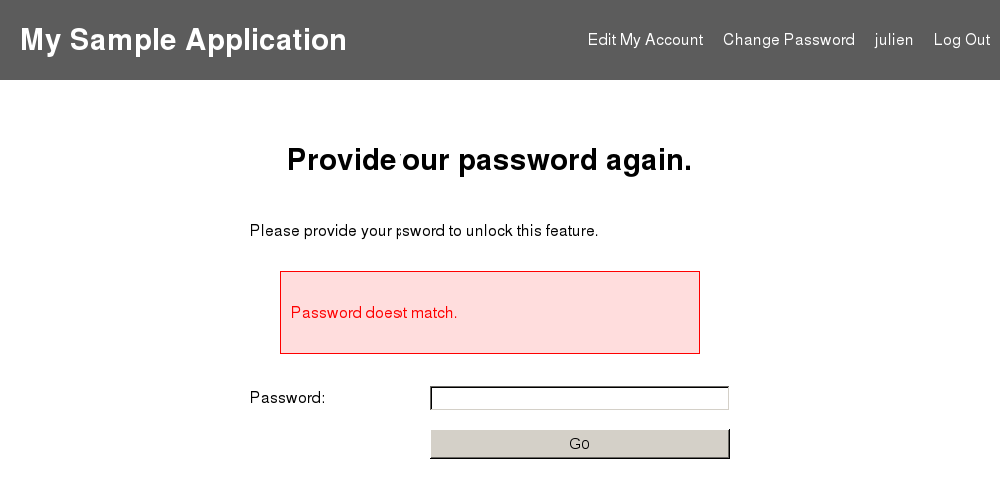 My Sample Application
Edit My Account Change Password julien Log Out
Provide our password again.
Please provide your psword to unlock this feature.
Password doest match.
Password:
Go